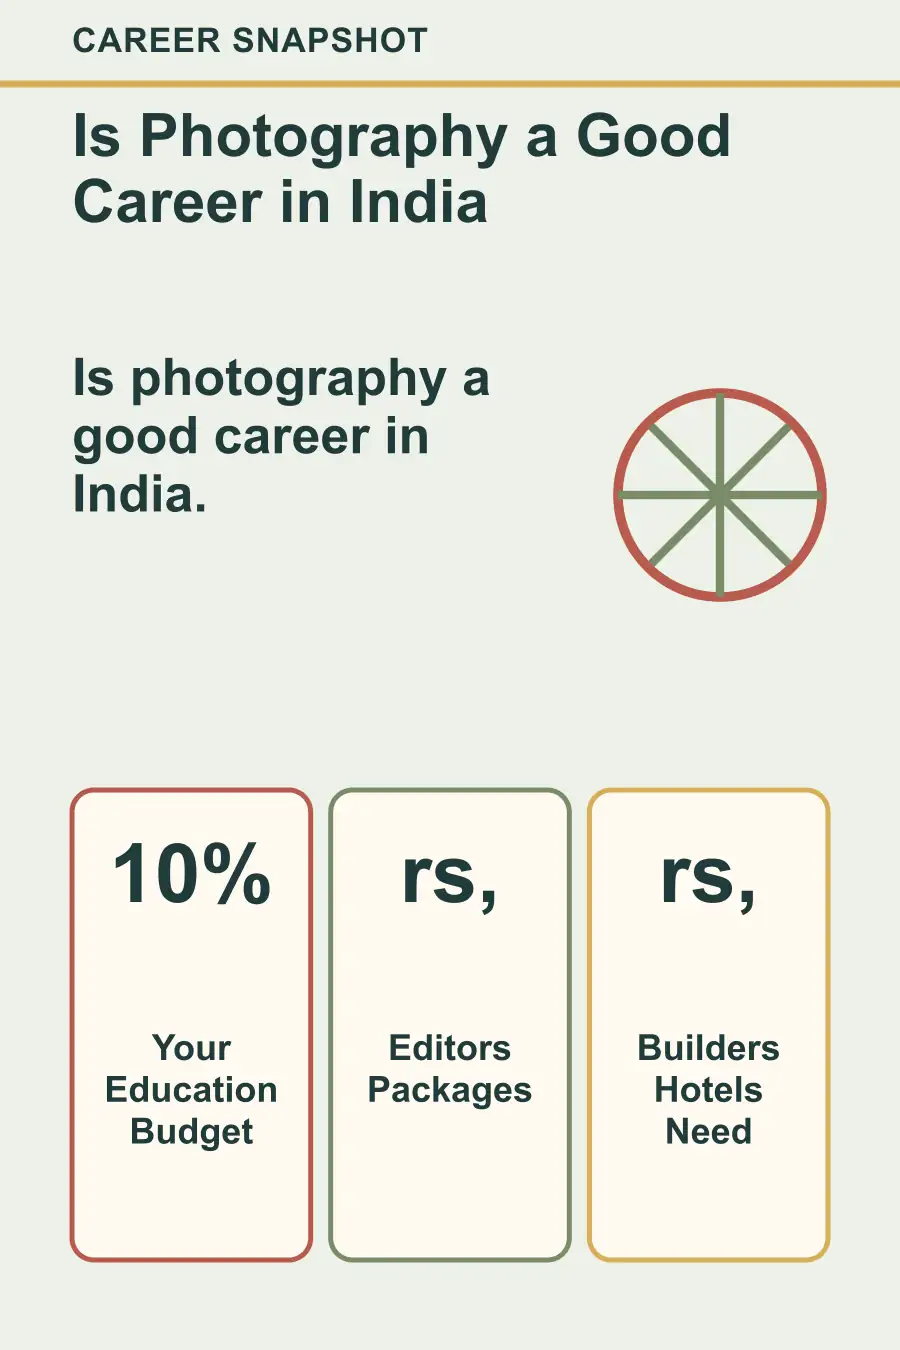 CAREER SNAPSHOT
Is Photography a Good
Career in India
Is photography a
good career in
India.
10%
Your
Education
Budget
rs,
Editors
Packages
rs,
Builders
Hotels
Need